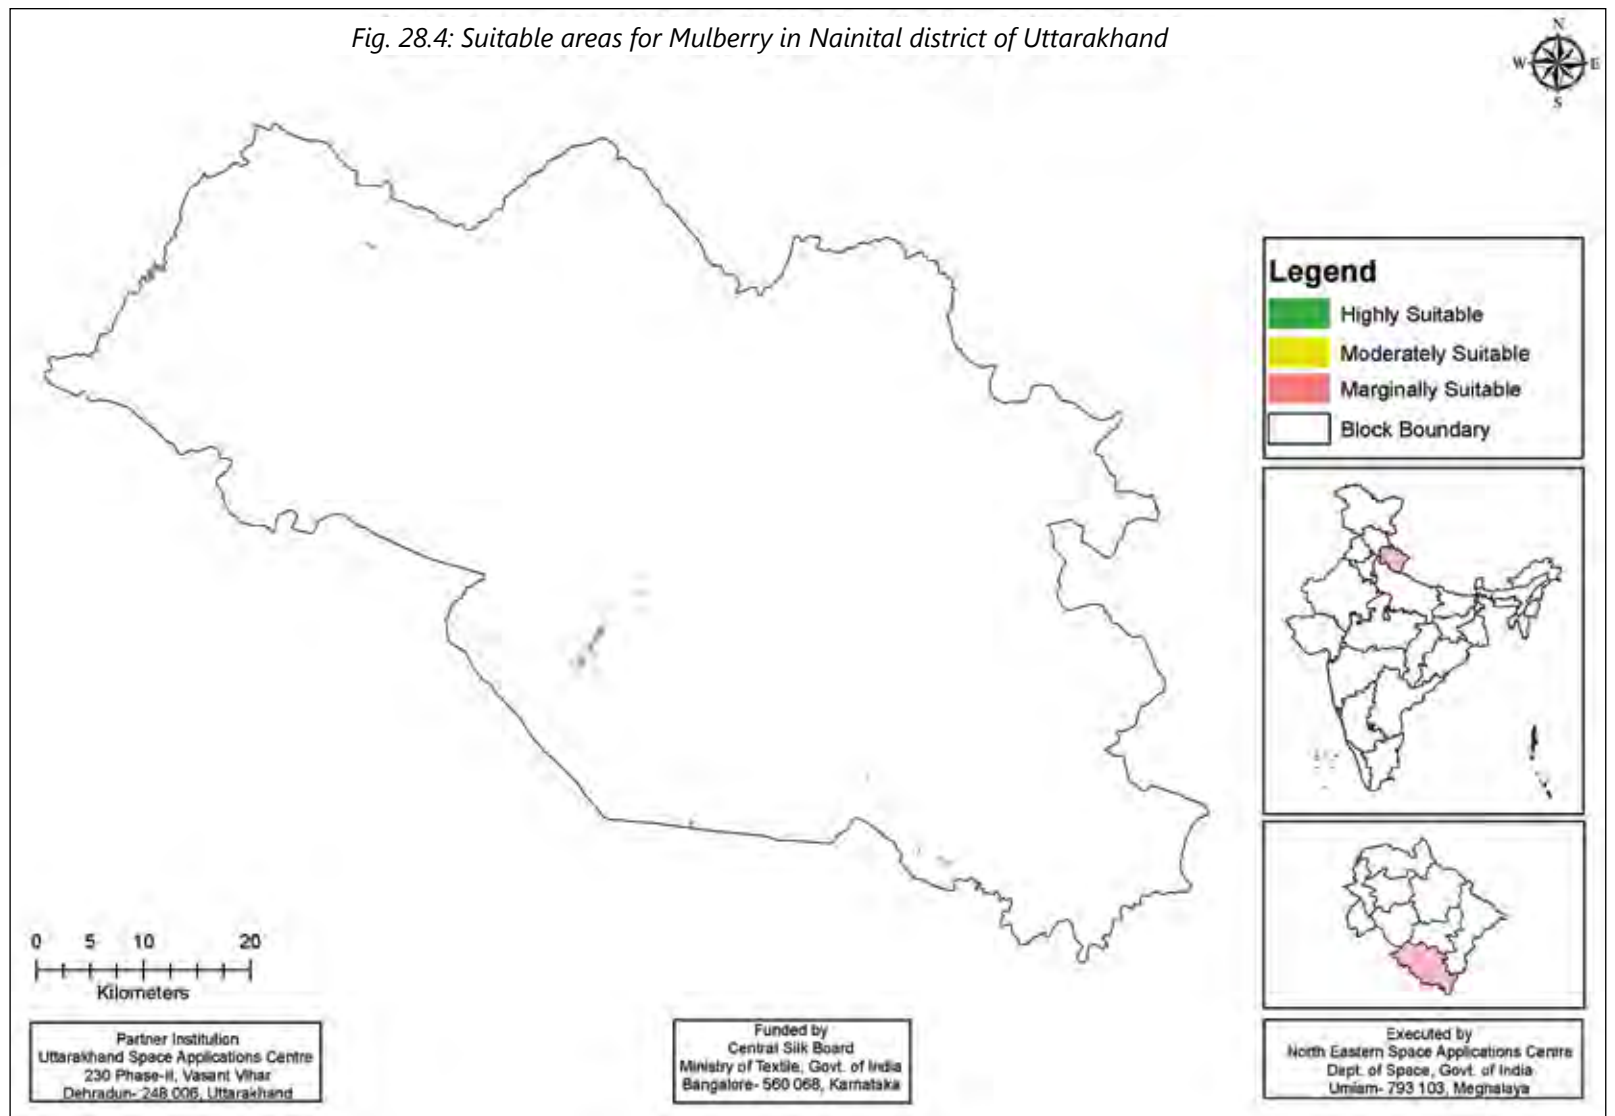 Fig. 28.4: Suitable areas for Mulberry in Nainital district of Uttarakhand
N
W
E
S
Legend
Highly Suitable
Moderately Suitable
Marginally Suitable
Block Boundary
0 5 10 20
Kilometers
Partner Institution
Uttarakhand Space Applications Centre
230 Phase-II, Vasant Vihar
Dehradun- 248 006, Uttarakhand
Funded by
Central Silk Board
Ministry of Textile, Govt. of India
Bangalore- 560 068, Karnataka
Executed by
North Eastern Space Applications Centre
Dept. of Space, Govt. of India
Umiam- 793 103, Meghalaya